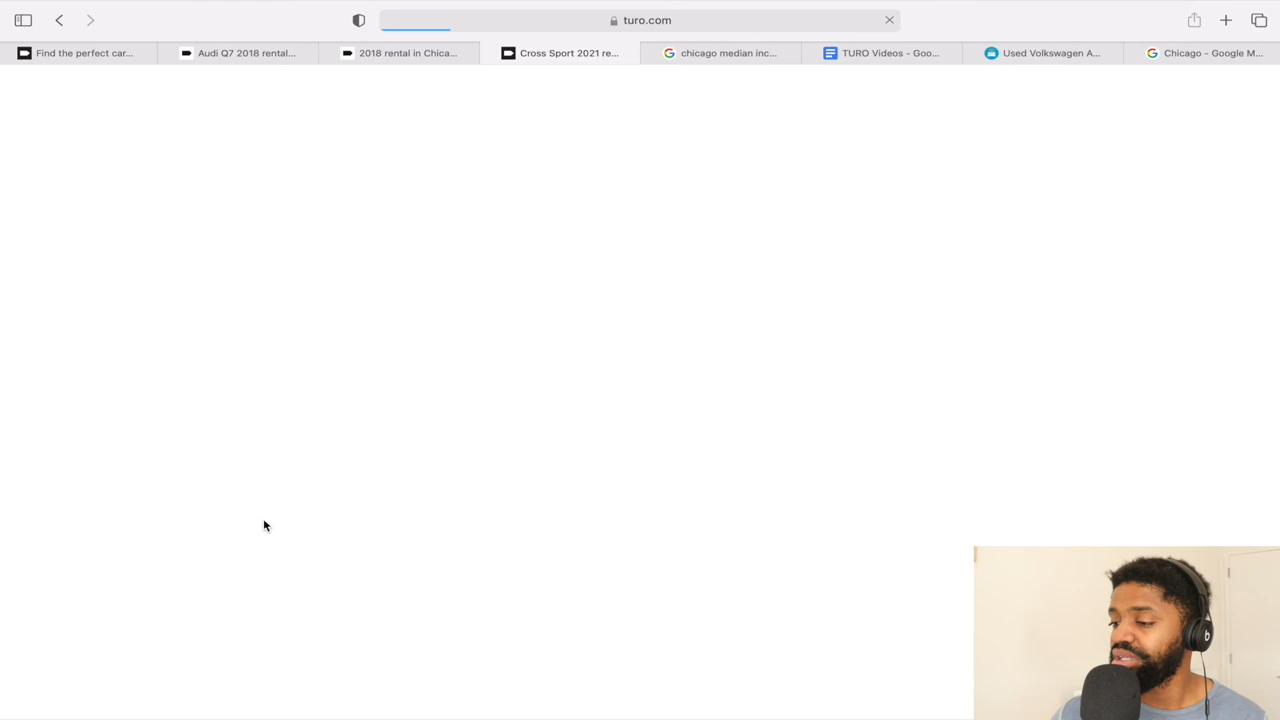 turo.com
Find the perfect car...
Audi Q7 2018 rental...
2018 rental in Chica...
Cross Sport 2021 re...
chicago median inc...
TURO Videos - Goo...
Used Volkswagen A...
Chicago - Google M...
b